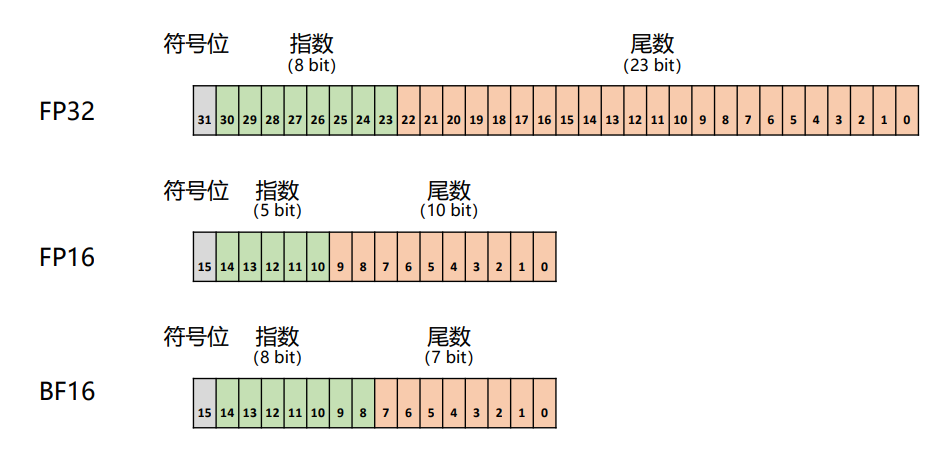 符号位 指数 尾数
(8 bit) (23 bit)
FP32
31 30 29 28 27 26 25 24 23 22 21 20 19 18 17 16 15 14 13 12 11 10 9 8 7 6 5 4 3 2 1 0
符号位 指数 尾数
(5 bit) (10 bit)
FP16
15 14 13 12 11 10 9 8 7 6 5 4 3 2 1 0
符号位 指数 尾数
(8 bit) (7 bit)
BF16
15 14 13 12 11 10 9 8 7 6 5 4 3 2 1 0